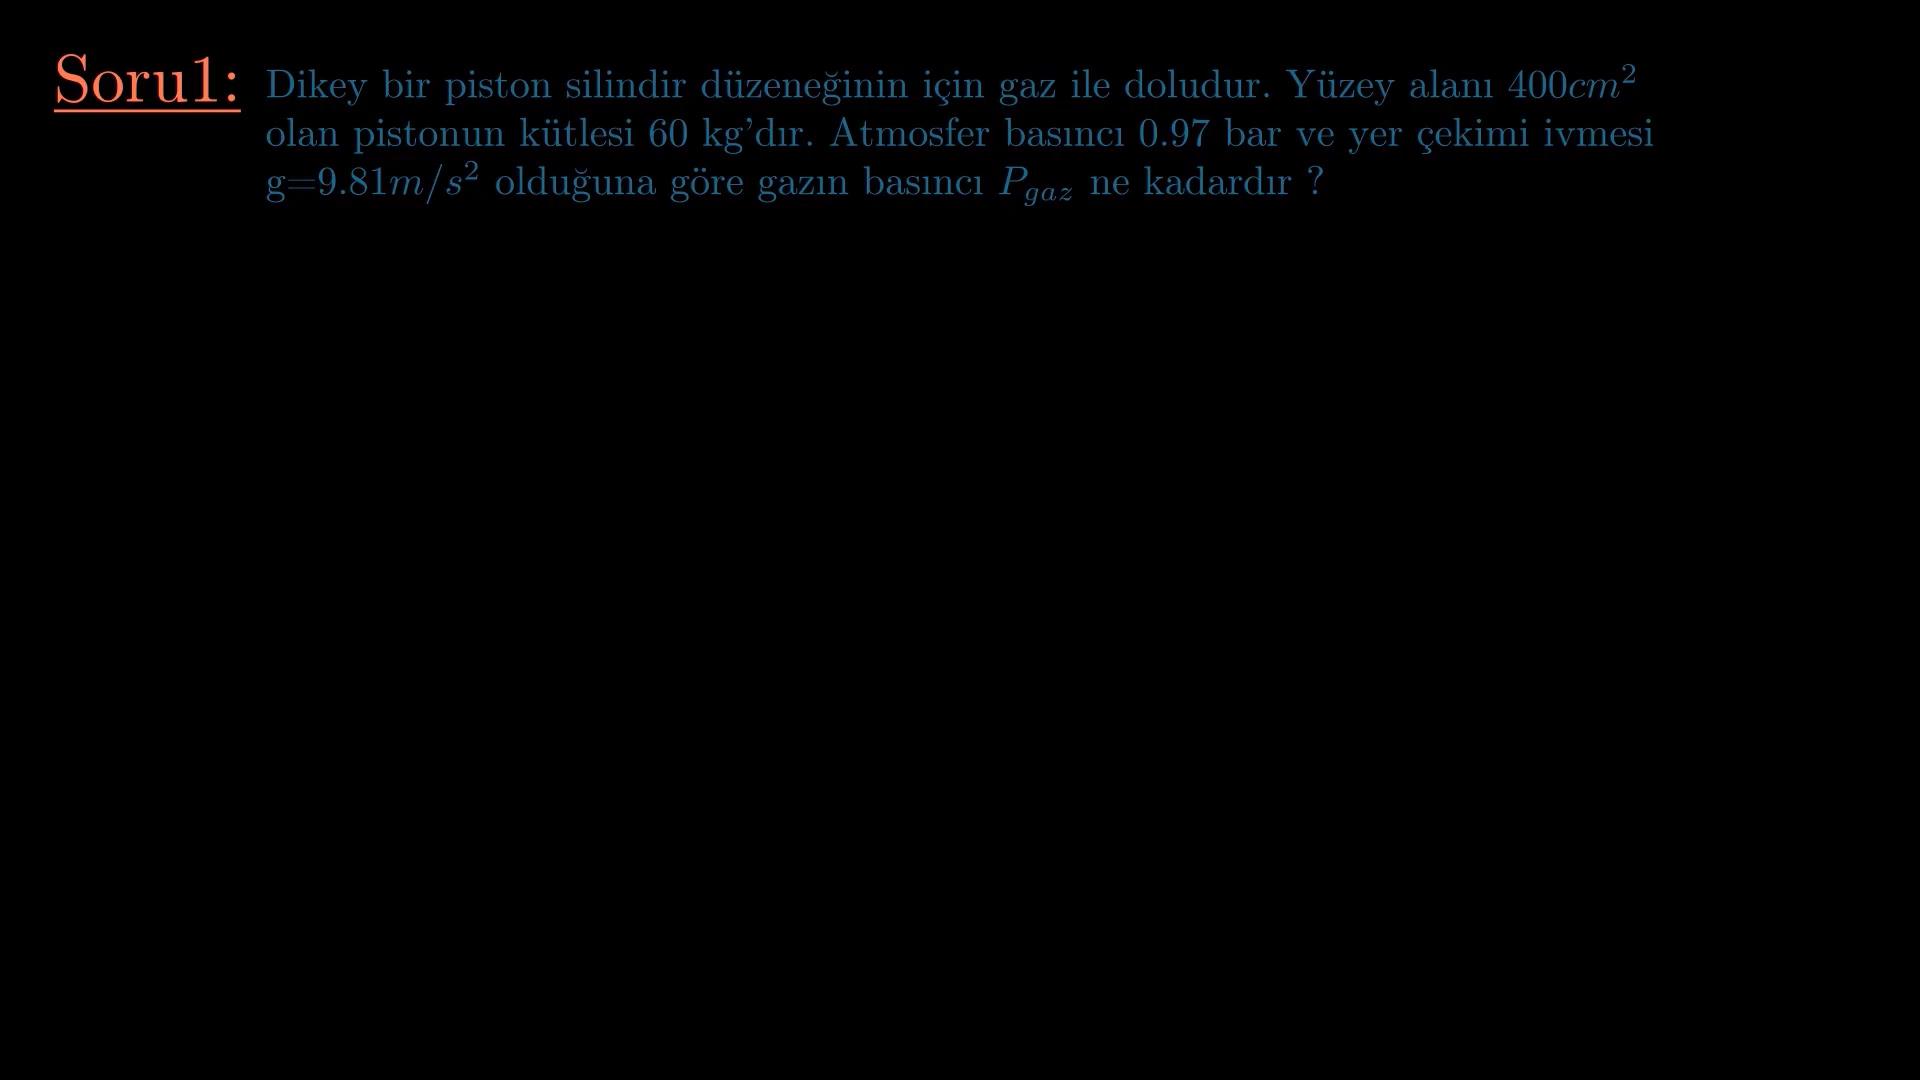 Soru1: Dikey bir piston silindir düzeneğinin için gaz ile doludur. Yüzey alanı 400cm²
olan pistonun kütlesi 60 kg'dır. Atmosfer basıncı 0.97 bar ve yer çekimi ivmesi
g=9.81m/s² olduğuna göre gazın basıncı P_gaz ne kadardır ?